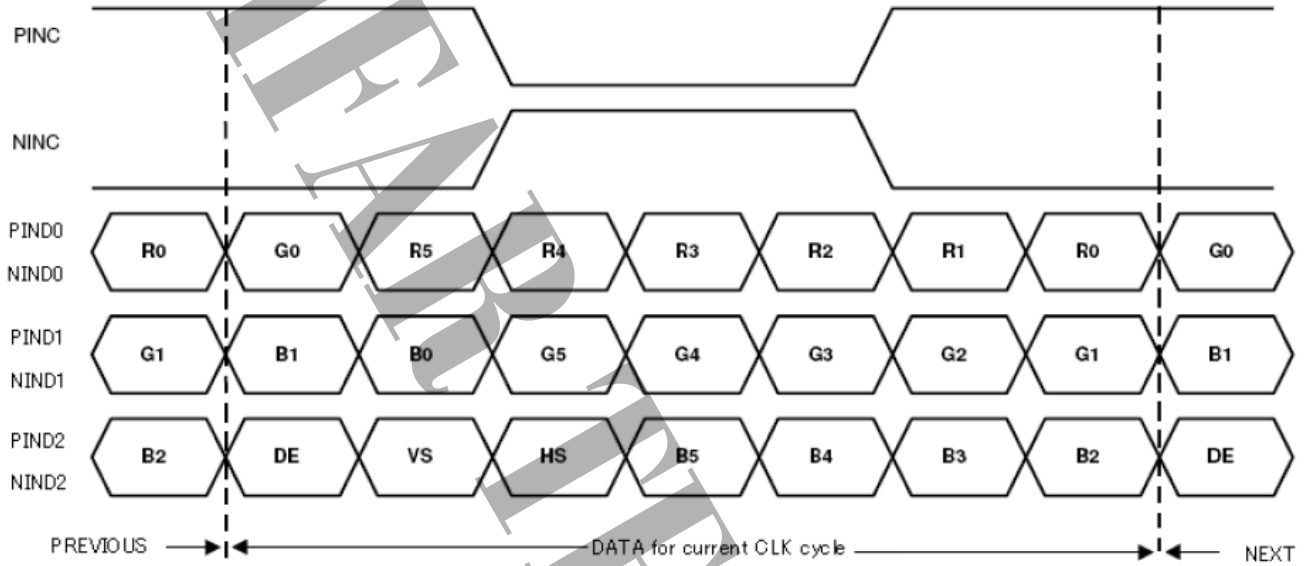 PINC
NINC
PIND0
NIND0
R0 G0 R5 R4 R3 R2 R1 R0 G0
PIND1
NIND1
G1 B1 B0 G5 G4 G3 G2 G1 B1
PIND2
NIND2
B2 DE VS HS B5 B4 B3 B2 DE
PREVIOUS DATA for current CLK cycle NEXT